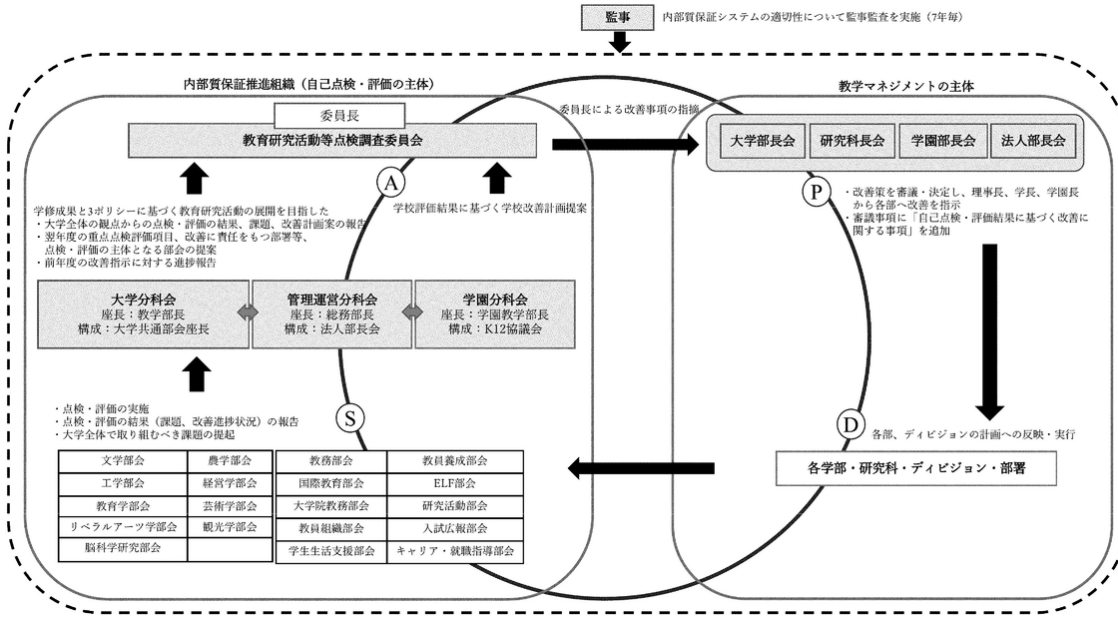 監事
内部質保証システムの適切性について監事監査を実施（7年毎）
内部質保証推進組織（自己点検・評価の主体）
委員長
教育研究活動等点検調査委員会
学修成果と3ポリシーに基づく教育研究活動の展開を目指した
・大学全体の観点からの点検・評価の結果、課題、改善計画案の報告
・翌年度の重点点検評価項目、改善に責任をもつ部署等、
点検・評価の主体となる部会の提案
・前年度の改善指示に対する進捗報告
学校評価結果に基づく学校改善計画提案
A
大学分科会
座長：教学部長
構成：大学共通部会座長
管理運営分科会
座長：総務部長
構成：法人部長会
学園分科会
座長：学園教学部長
構成：K12協議会
・点検・評価の実施
・点検・評価の結果（課題、改善進捗状況）の報告
・大学全体で取り組むべき課題の提起
S
文学部会
農学部会
工学部会
経営学部会
教育学部会
芸術学部会
リベラルアーツ学部会
観光学部会
脳科学研究部会
教務部会
教員養成部会
国際教育部会
ELF部会
大学院教務部会
研究活動部会
教員組織部会
入試広報部会
学生生活支援部会
キャリア・就職指導部会
委員長による改善事項の指摘
教学マネジメントの主体
大学部長会
研究科長会
学園部長会
法人部長会
P
・改善策を審議・決定し、理事長、学長、学園長
から各部へ改善を指示
・審議事項に「自己点検・評価結果に基づく改善に
関する事項」を追加
D
各部、ディビジョンの計画への反映・実行
各学部・研究科・ディビジョン・部署